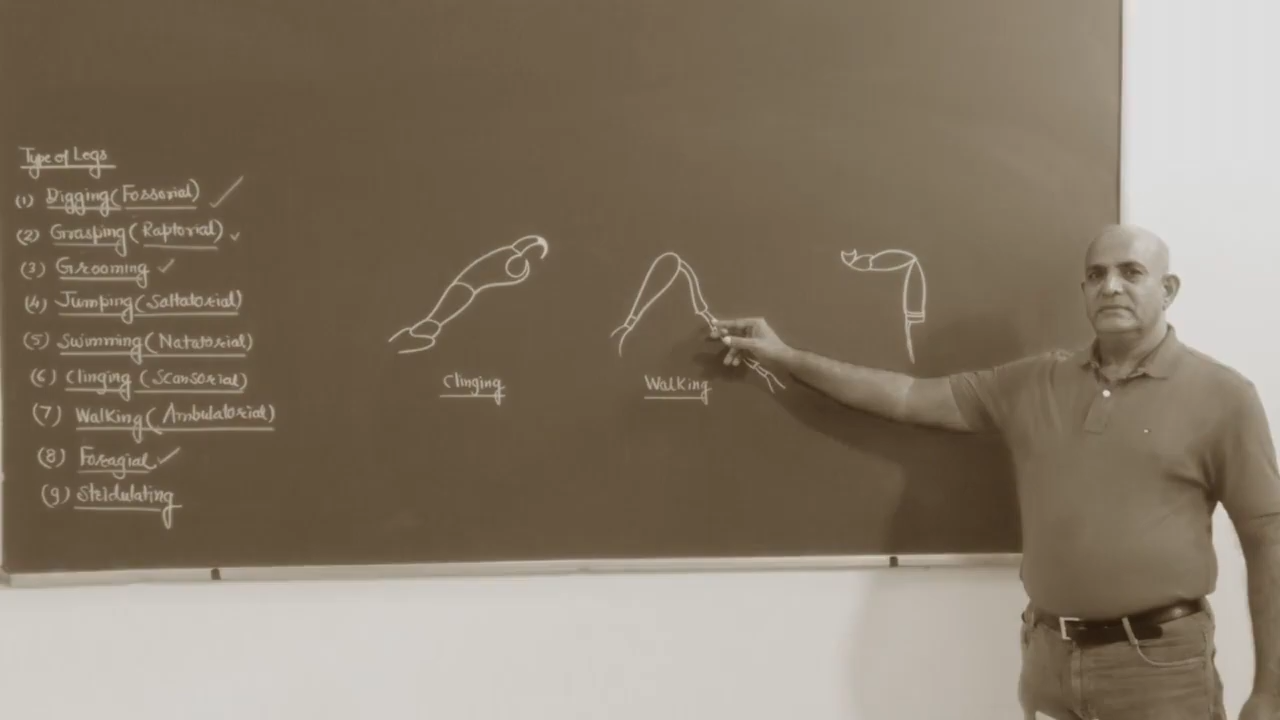 Type of Legs
(1) Digging (Fossorial) ✓
(2) Grasping (Raptorial) ✓
(3) Grooming ✓
(4) Jumping (Saltatorial)
(5) Swimming (Natatorial)
(6) Clinging (Scansorial)
(7) Walking (Ambulatorial)
(8) Foragial ✓
(9) Stridulating
Clinging
Walking